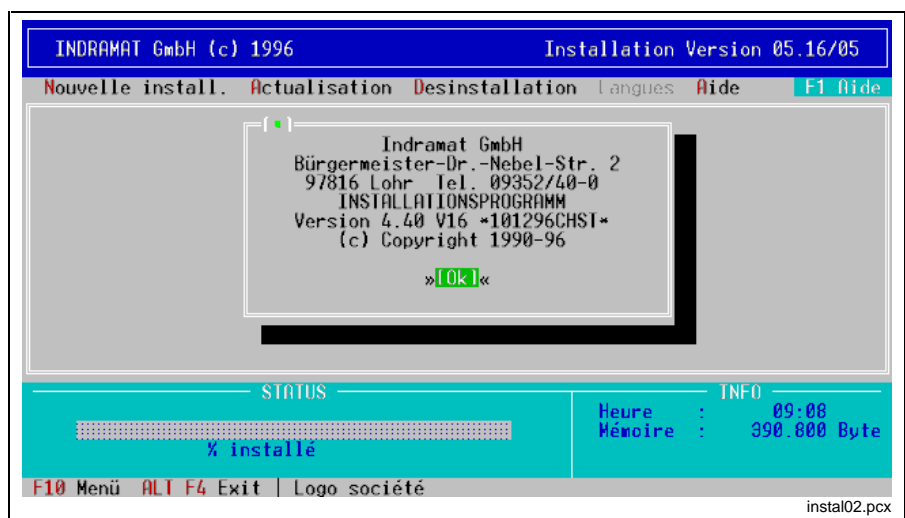 INDRAMAT GmbH (c) 1996 Installation Version 05.16/05
Nouvelle install. Actualisation Desinstallation Langues Aide F1 Aide
Indramat GmbH
Bürgermeister-Dr.-Nebel-Str. 2
97816 Lohr Tel. 09352/40-0
INSTALLATIONSPROGRAMM
Version 4.40 V16 *101296CHST*
(c) Copyright 1990-96
»[Ok]«
STATUS INFO
Heure : 09:08
Mémoire : 390.800 Byte
% installé
F10 Menü ALT F4 Exit | Logo société
instal02.pcx